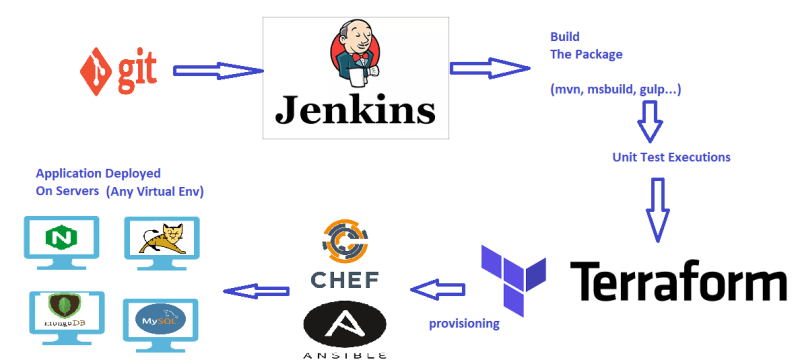 git
Jenkins
Build
The Package
(mvn, msbuild, gulp...)
Unit Test Executions
Terraform
provisioning
CHEF
ANSIBLE
Application Deployed
On Servers (Any Virtual Env)
N
mongoDB
MySQL